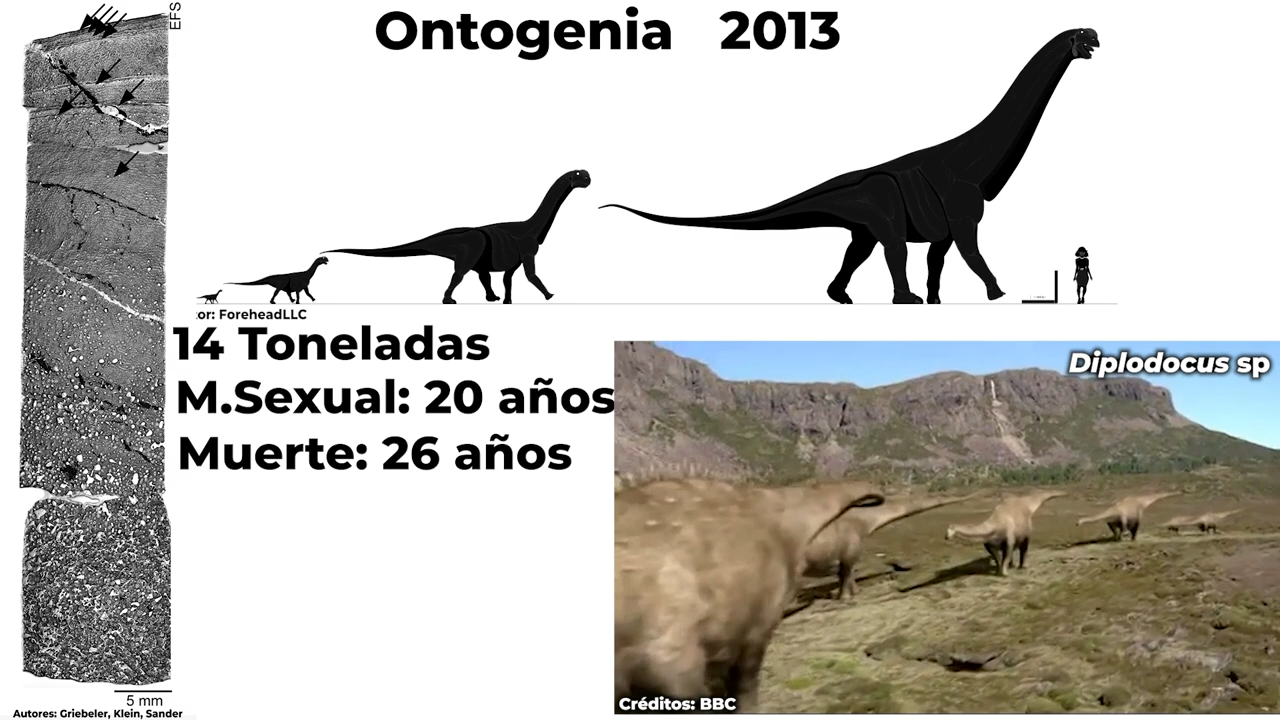 EFS
Ontogenia 2013
or: ForeheadLLC
14 Toneladas
M.Sexual: 20 años
Muerte: 26 años
Diplodocus sp
Créditos: BBC
5 mm
Autores: Griebeler, Klein, Sander